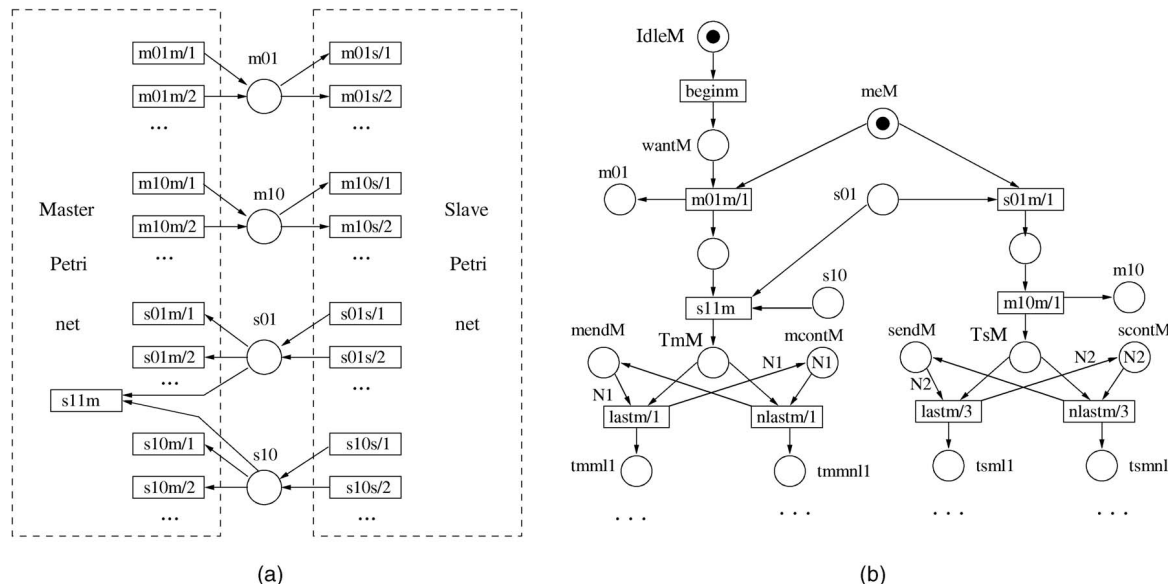 m01m/1
m01
m01s/1
m01m/2
m01s/2
...
...
m10m/1
m10
m10s/1
m10m/2
m10s/2
...
...
Master
Petri
net
Slave
Petri
net
s01m/1
s01
s01s/1
s01m/2
s01s/2
...
...
s11m
s10m/1
s10
s10s/1
s10m/2
s10s/2
...
...
(a)
IdleM
beginm
meM
wantM
m01
m01m/1
s01
s01m/1
s10
m10
s11m
m10m/1
mendM
TmM
mcontM
N1
N1
N1
lastm/1
nlastm/1
tmml1
tmmnl1
...
...
sendM
TsM
scontM
N2
N2
N2
lastm/3
nlastm/3
tsml1
tsmnl
...
...
(b)